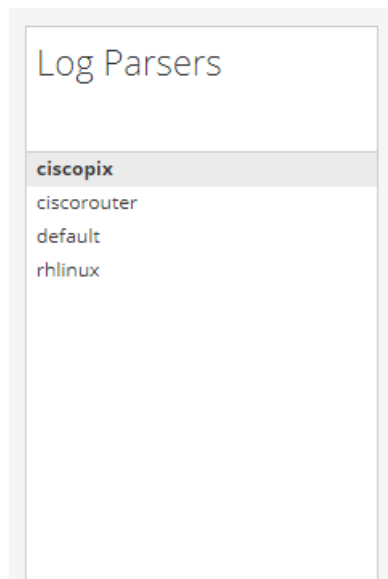 Log Parsers
ciscopix
ciscorouter
default
rhlinux